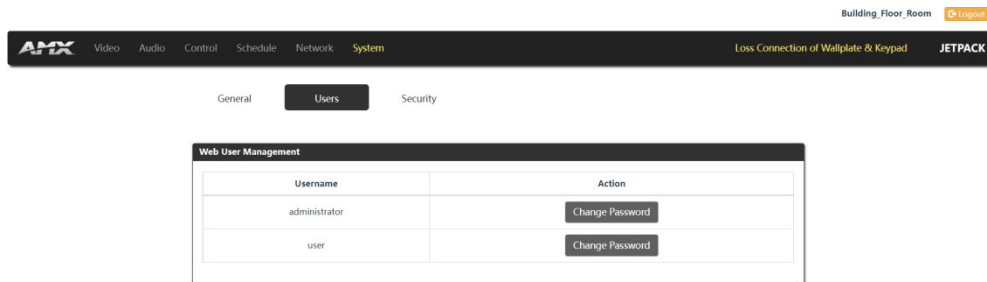 Building_Floor_Room Logout
AMX Video Audio Control Schedule Network System Loss Connection of Wallplate & Keypad JETPACK
General Users Security
Web User Management
Username Action
administrator Change Password
user Change Password